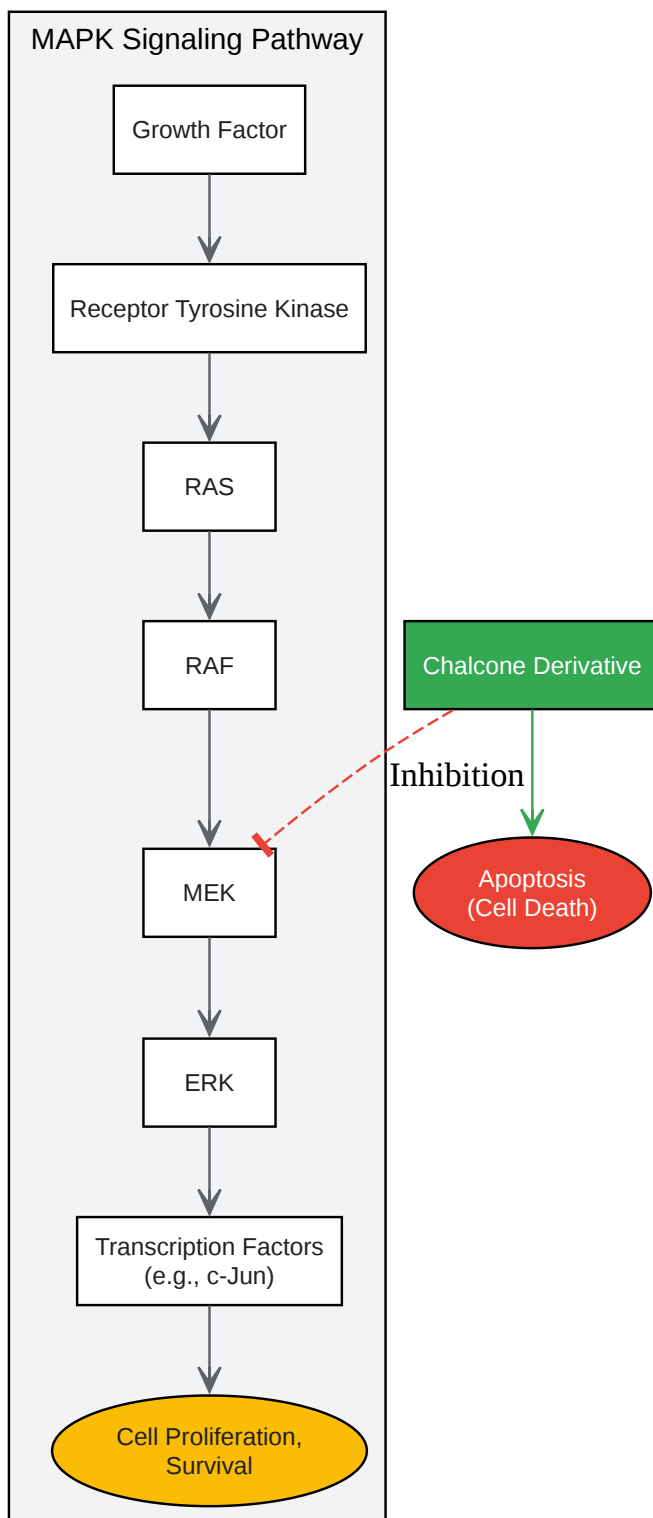 MAPK Signaling Pathway
Growth Factor
Receptor Tyrosine Kinase
RAS
RAF
Chalcone Derivative
Inhibition
MEK
Apoptosis
(Cell Death)
ERK
Transcription Factors
(e.g., c-Jun)
Cell Proliferation,
Survival